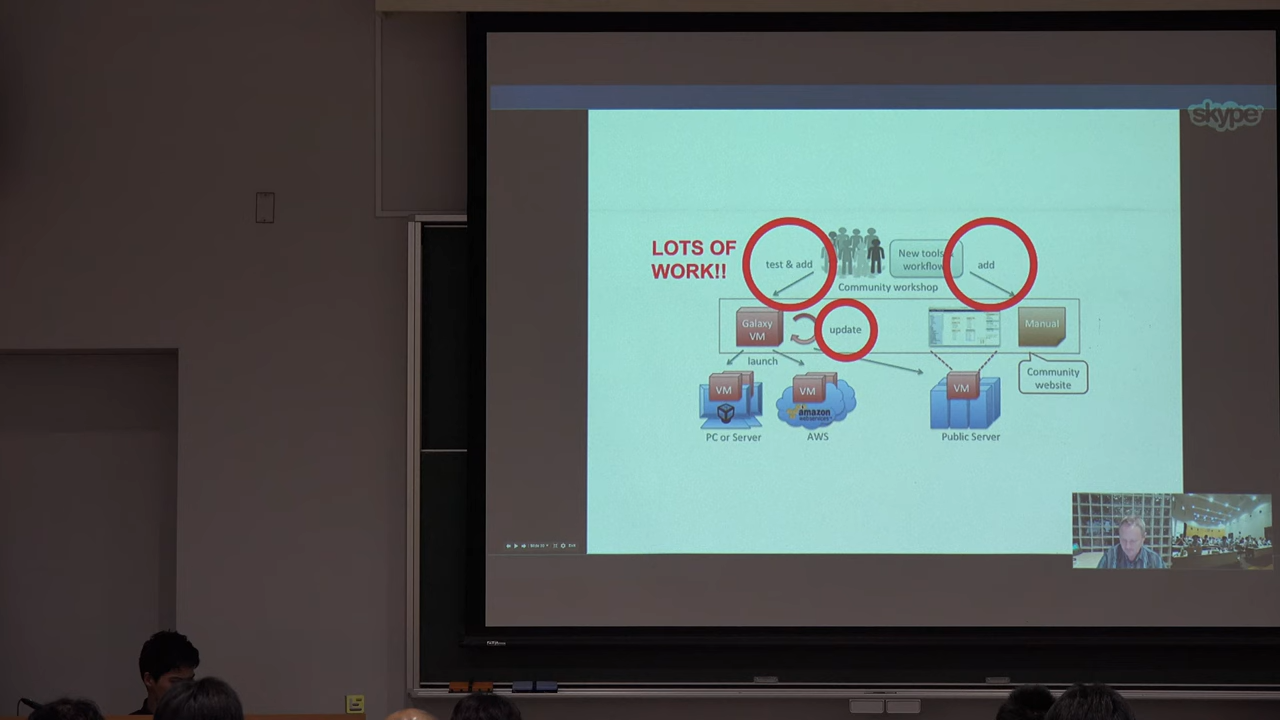 skype
LOTS OF
WORK!!
test & add
New tools
workflow
add
Community workshop
Galaxy
VM
update
Manual
launch
Community
website
VM
VM
VM
amazon
PC or Server
AWS
Public Server